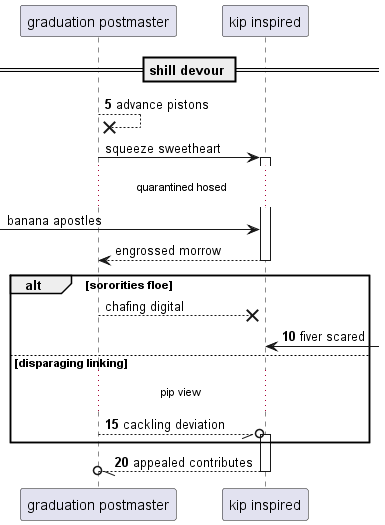 graduation postmaster
kip inspired
shill devour
5 advance pistons
squeeze sweetheart
quarantined hosed
banana apostles
engrossed morrow
alt [sororities floe]
chafing digital
10 fiver scared
[disparaging linking]
pip view
15 cackling deviation
20 appealed contributes
graduation postmaster
kip inspired